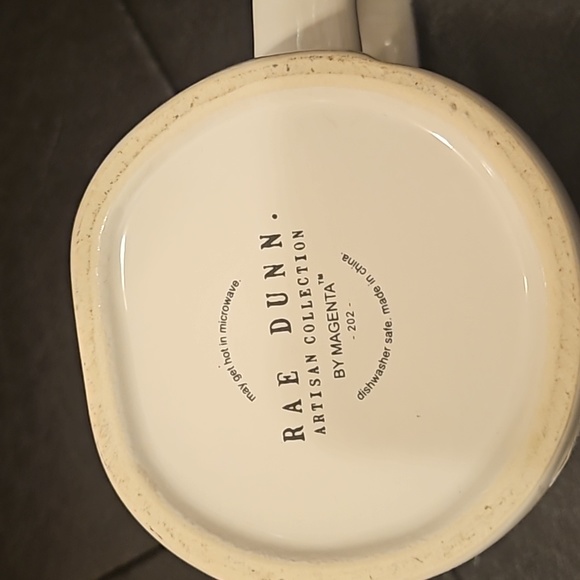 may get hot in microwave.
RAE DUNN.
ARTISAN COLLECTION
BY MAGENTA™
- 202 -
dishwasher safe. made in china.